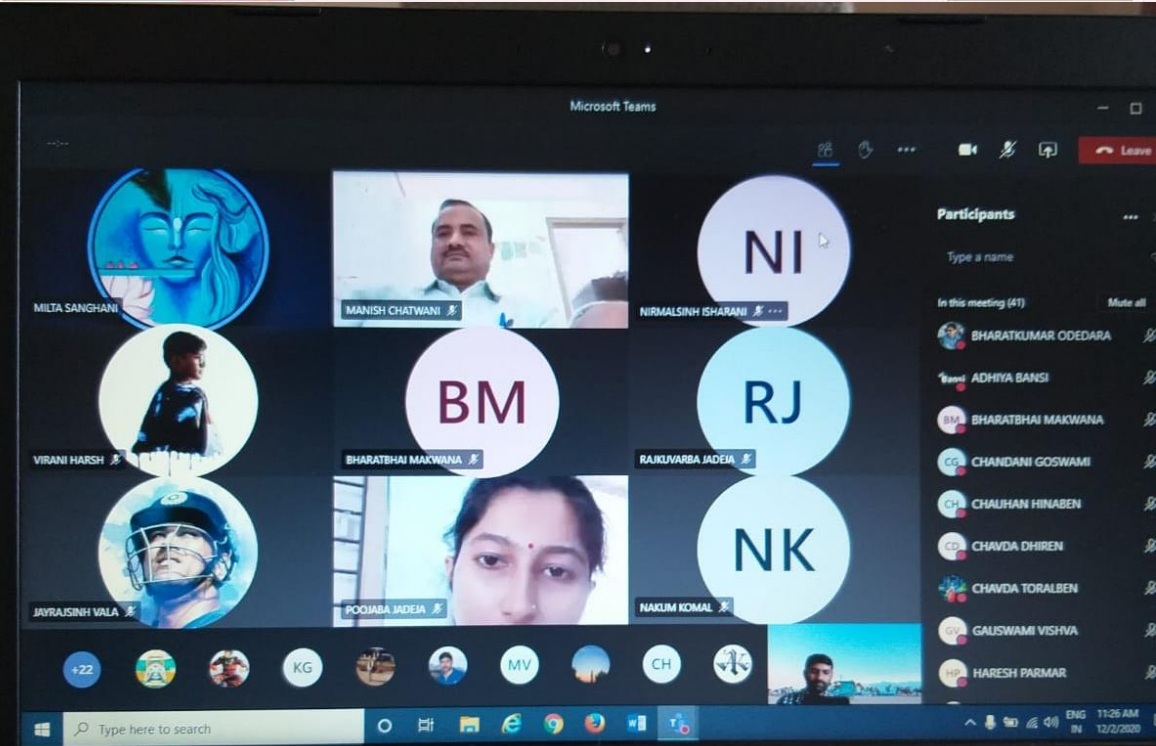 Microsoft Teams
--:--
Leave
Participants
Type a name
In this meeting (41)
Mute all
MILTA SANGHANI
MANISH CHATWANI
NI
NIRMALSINH ISHARANI
VIRANI HARSH
BM
BHARATBHAI MAKWANA
RJ
RAJKUVARBA JADEJA
JAYRAJSINH VALA
POOJABA JADEJA
NK
NAKUM KOMAL
BHARATKUMAR ODEDARA
Bansi ADHIYA BANSI
BM BHARATBHAI MAKWANA
CG CHANDANI GOSWAMI
CH CHAUHAN HINABEN
CD CHAVDA DHIREN
CHAVDA TORALBEN
GV GAUSWAMI VISHVA
HP HARESH PARMAR
+22
KG
MV
CH
Type here to search
ENG
IN
11:26 AM
12/2/2020